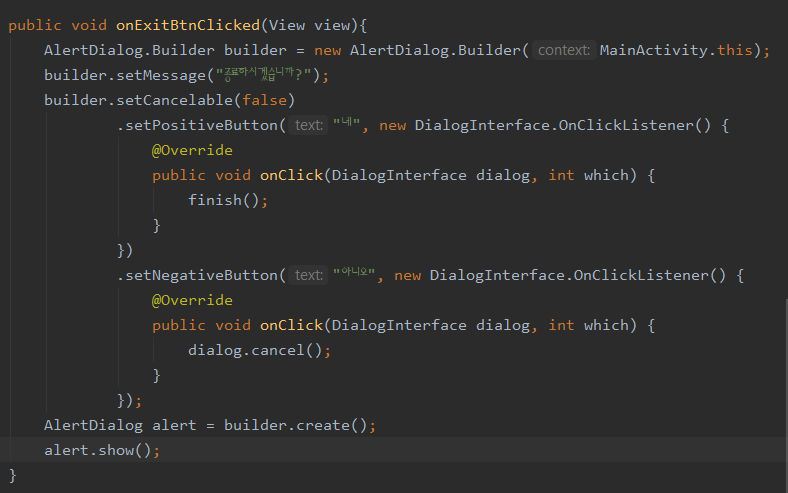 public void onExitBtnClicked(View view){
AlertDialog.Builder builder = new AlertDialog.Builder( context: MainActivity.this);
builder.setMessage("종료하시겠습니까?");
builder.setCancelable(false)
.setPositiveButton( text: "네", new DialogInterface.OnClickListener() {
@Override
public void onClick(DialogInterface dialog, int which) {
finish();
}
})
.setNegativeButton( text: "아니오", new DialogInterface.OnClickListener() {
@Override
public void onClick(DialogInterface dialog, int which) {
dialog.cancel();
}
});
AlertDialog alert = builder.create();
alert.show();
}